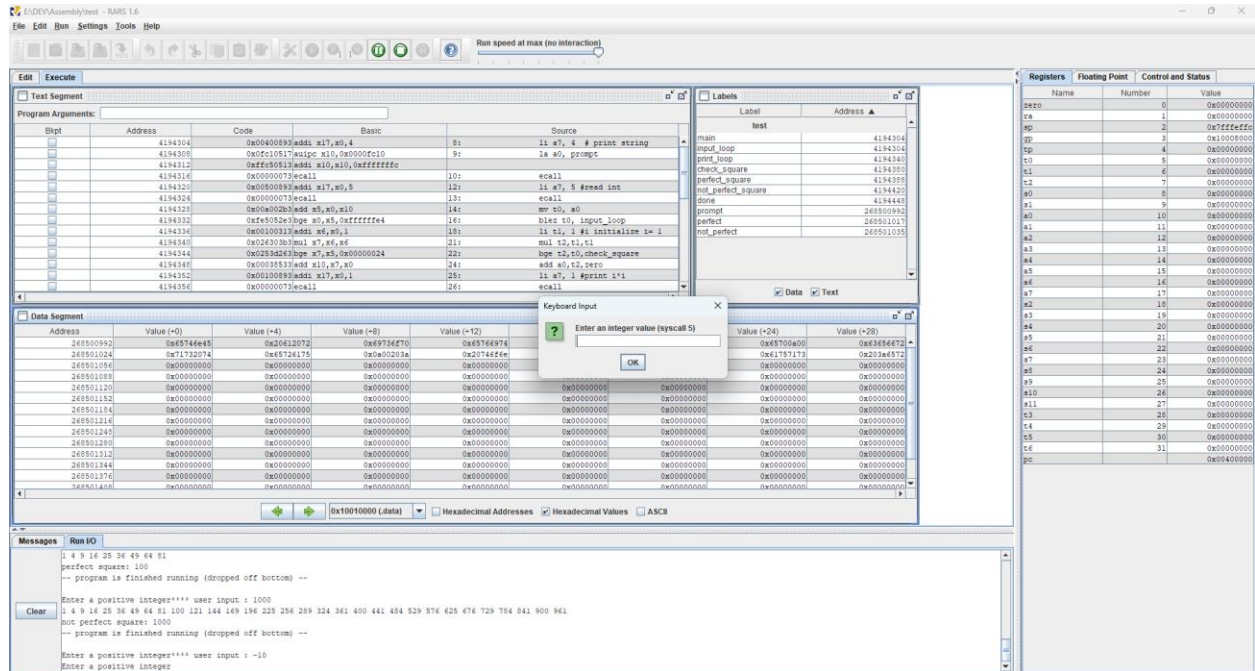 E:\DEV\Assembly\test - RARS 1.6
File Edit Run Settings Tools Help
Run speed at max (no interaction)
Edit Execute
Text Segment
Program Arguments:
Bkpt Address Code Basic Source
4194304 0x00400893 addi x17,x0,4 8: li a7, 4 # print string
4194308 0x0fc10517 auipc x10,0x0000fc10 9: la a0, prompt
4194312 0xffc50513 addi x10,x10,0xfffffffc
4194316 0x00000073 ecall 10: ecall
4194320 0x00500893 addi x17,x0,5 12: li a7, 5 #read int
4194324 0x00000073 ecall 13: ecall
4194328 0x00a002b3 add x5,x0,x10 14: mv t0, a0
4194332 0xfe5052e3 bge x0,x5,0xffffffe4 16: blez t0, input_loop
4194336 0x00100313 addi x6,x0,1 18: li t1, 1 #i initialize i= 1
4194340 0x026303b3 mul x7,x6,x6 21: mul t2,t1,t1
4194344 0x0253d263 bge x7,x5,0x00000024 22: bge t2,t0,check_square
4194348 0x00038533 add x10,x7,x0 24: add a0,t2,zero
4194352 0x00100893 addi x17,x0,1 25: li a7, 1 #print i*i
4194356 0x00000073 ecall 26: ecall
Labels
Label Address ▲
test
main 4194304
input_loop 4194304
print_loop 4194340
check_square 4194380
perfect_square 4194388
not_perfect_square 4194420
done 4194448
prompt 268500992
perfect 268501017
not_perfect 268501035
Data Text
Data Segment
Address Value (+0) Value (+4) Value (+8) Value (+12) Value (+24) Value (+28)
268500992 0x65746e45 0x20612072 0x69736f70 0x65766974 0x65700a00 0x63656672
268501024 0x71732074 0x65726175 0x0a00203a 0x20746f6e 0x61757173 0x203a6572
268501056 0x00000000 0x00000000 0x00000000 0x00000000 0x00000000 0x00000000
268501088 0x00000000 0x00000000 0x00000000 0x00000000 0x00000000 0x00000000
268501120 0x00000000 0x00000000 0x00000000 0x00000000 0x00000000 0x00000000 0x00000000 0x00000000
268501152 0x00000000 0x00000000 0x00000000 0x00000000 0x00000000 0x00000000 0x00000000 0x00000000
268501184 0x00000000 0x00000000 0x00000000 0x00000000 0x00000000 0x00000000 0x00000000 0x00000000
268501216 0x00000000 0x00000000 0x00000000 0x00000000 0x00000000 0x00000000 0x00000000 0x00000000
268501248 0x00000000 0x00000000 0x00000000 0x00000000 0x00000000 0x00000000 0x00000000 0x00000000
268501280 0x00000000 0x00000000 0x00000000 0x00000000 0x00000000 0x00000000 0x00000000 0x00000000
268501312 0x00000000 0x00000000 0x00000000 0x00000000 0x00000000 0x00000000 0x00000000 0x00000000
268501344 0x00000000 0x00000000 0x00000000 0x00000000 0x00000000 0x00000000 0x00000000 0x00000000
268501376 0x00000000 0x00000000 0x00000000 0x00000000 0x00000000 0x00000000 0x00000000 0x00000000
0x10010000 (.data) Hexadecimal Addresses Hexadecimal Values ASCII
Keyboard Input
Enter an integer value (syscall 5)
OK
Messages Run I/O
1 4 9 16 25 36 49 64 81
perfect square: 100
-- program is finished running (dropped off bottom) --
Enter a positive integer**** user input : 1000
1 4 9 16 25 36 49 64 81 100 121 144 169 196 225 256 289 324 361 400 441 484 529 576 625 676 729 784 841 900 961
not perfect square: 1000
-- program is finished running (dropped off bottom) --
Enter a positive integer**** user input : -10
Enter a positive integer
Clear
Registers Floating Point Control and Status
Name Number Value
zero 0 0x00000000
ra 1 0x00000000
sp 2 0x7fffeffc
gp 3 0x10008000
tp 4 0x00000000
t0 5 0x00000000
t1 6 0x00000000
t2 7 0x00000000
s0 8 0x00000000
s1 9 0x00000000
a0 10 0x00000000
a1 11 0x00000000
a2 12 0x00000000
a3 13 0x00000000
a4 14 0x00000000
a5 15 0x00000000
a6 16 0x00000000
a7 17 0x00000000
s2 18 0x00000000
s3 19 0x00000000
s4 20 0x00000000
s5 21 0x00000000
s6 22 0x00000000
s7 23 0x00000000
s8 24 0x00000000
s9 25 0x00000000
s10 26 0x00000000
s11 27 0x00000000
t3 28 0x00000000
t4 29 0x00000000
t5 30 0x00000000
t6 31 0x00000000
pc 0x00400000